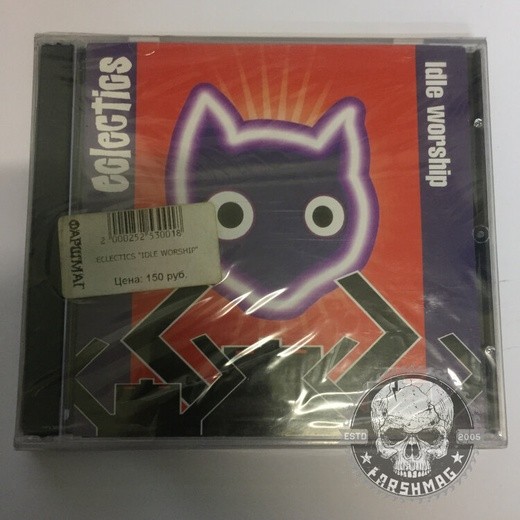 eclectics
Idle worship
ФАРШМАГ
2 000252 530018
ECLECTICS "IDLE WORSHIP"
Цена: 150 руб.
ESTD
2005
FARSHMAG